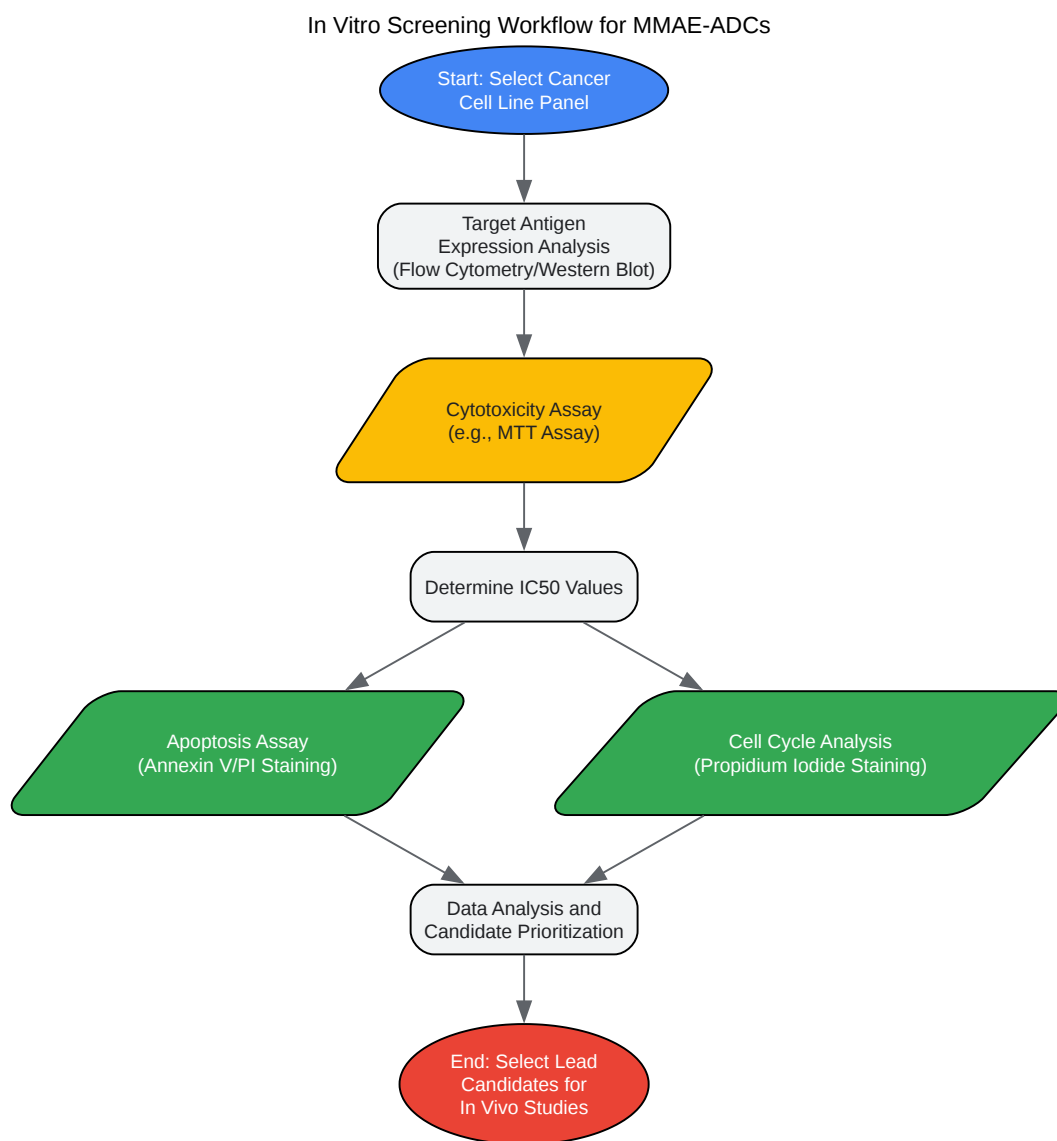 In Vitro Screening Workflow for MMAE-ADCs
Start: Select Cancer
Cell Line Panel
Target Antigen
Expression Analysis
(Flow Cytometry/Western Blot)
Cytotoxicity Assay
(e.g., MTT Assay)
Determine IC50 Values
Apoptosis Assay
(Annexin V/PI Staining)
Cell Cycle Analysis
(Propidium Iodide Staining)
Data Analysis and
Candidate Prioritization
End: Select Lead
Candidates for
In Vivo Studies